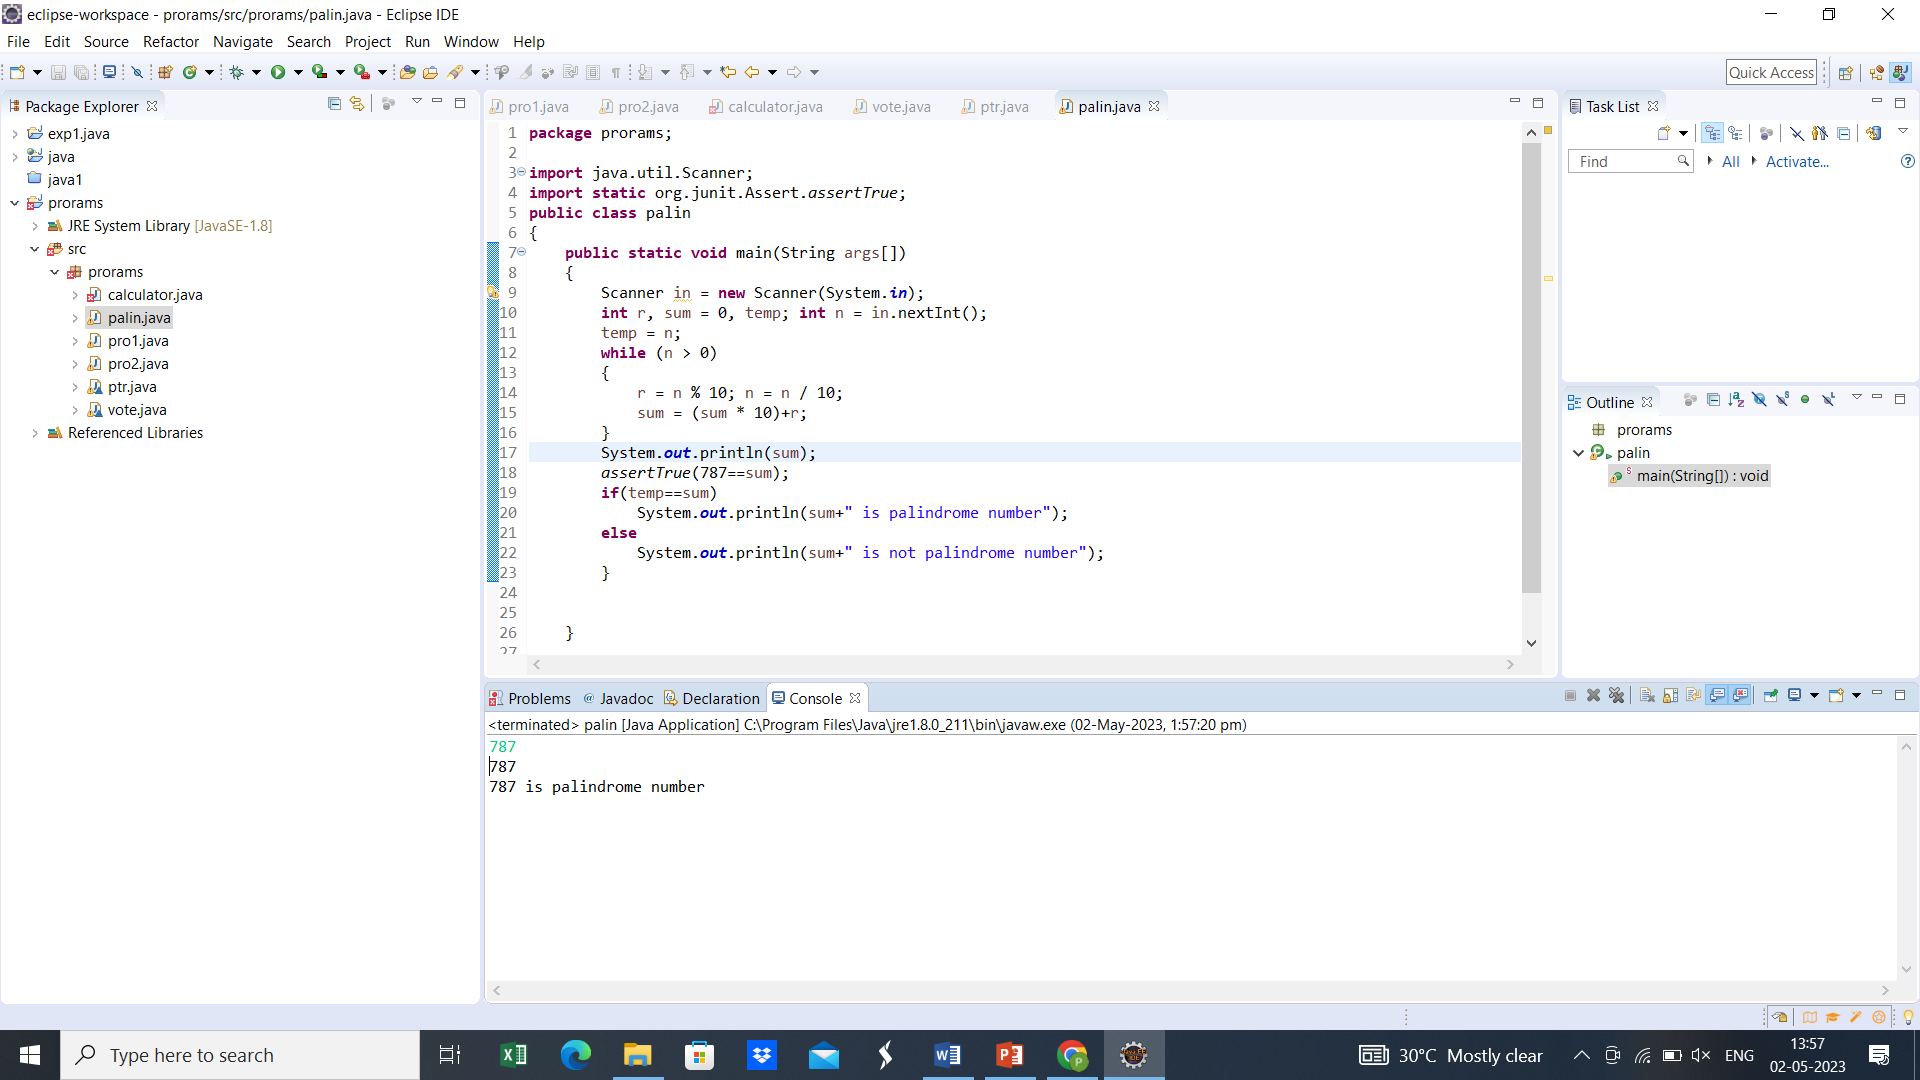 eclipse-workspace - prorams/src/prorams/palin.java - Eclipse IDE
File Edit Source Refactor Navigate Search Project Run Window Help
Quick Access
Package Explorer
exp1.java
java
java1
prorams
JRE System Library [JavaSE-1.8]
src
prorams
calculator.java
palin.java
pro1.java
pro2.java
ptr.java
vote.java
Referenced Libraries
pro1.java pro2.java calculator.java vote.java ptr.java palin.java
1 package prorams;
2
3 import java.util.Scanner;
4 import static org.junit.Assert.assertTrue;
5 public class palin
6 {
7     public static void main(String args[])
8     {
9         Scanner in = new Scanner(System.in);
10         int r, sum = 0, temp; int n = in.nextInt();
11         temp = n;
12         while (n > 0)
13         {
14             r = n % 10; n = n / 10;
15             sum = (sum * 10)+r;
16         }
17         System.out.println(sum);
18         assertTrue(787==sum);
19         if(temp==sum)
20             System.out.println(sum+" is palindrome number");
21         else
22             System.out.println(sum+" is not palindrome number");
23         }
24
25
26     }
27
Task List
Find All Activate...
Outline
prorams
palin
main(String[]) : void
Problems @ Javadoc Declaration Console
<terminated> palin [Java Application] C:\Program Files\Java\jre1.8.0_211\bin\javaw.exe (02-May-2023, 1:57:20 pm)
787
787
787 is palindrome number
Type here to search
30°C Mostly clear
ENG
13:57
02-05-2023